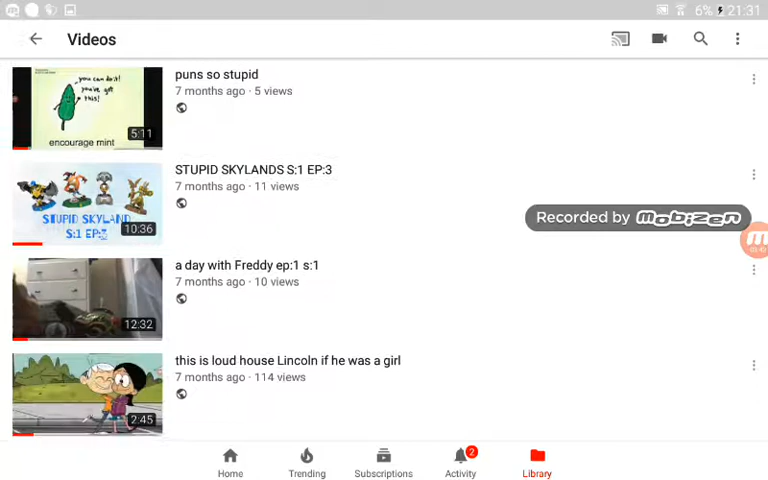 6% 21:31
Videos
you can do it!
you've got
this!
encourage mint
5:11
puns so stupid
7 months ago · 5 views
STUPID SKYLAND
S:1 EP:3
10:36
STUPID SKYLANDS S:1 EP:3
7 months ago · 11 views
Recorded by mobizen
12:32
a day with Freddy ep:1 s:1
7 months ago · 10 views
2:45
this is loud house Lincoln if he was a girl
7 months ago · 114 views
Home
Trending
Subscriptions
2
Activity
Library